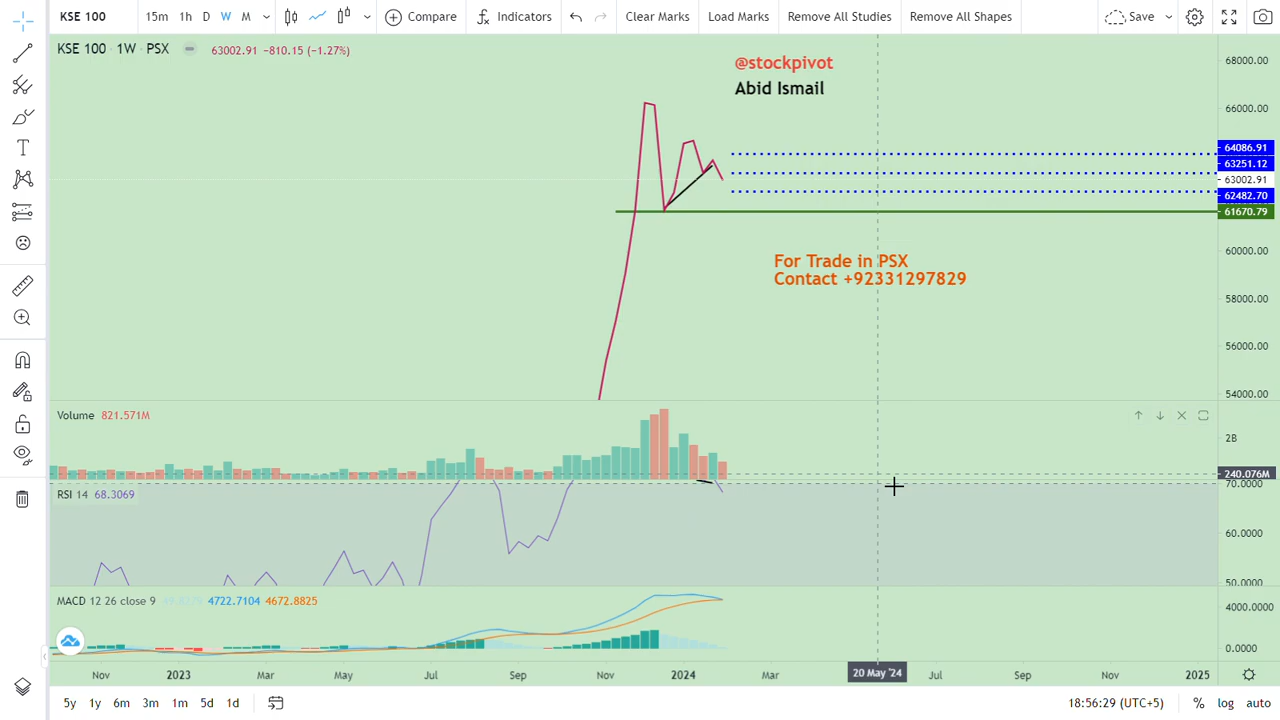 KSE 100 15m 1h D W M Compare Indicators Clear Marks Load Marks Remove All Studies Remove All Shapes Save
KSE 100 · 1W · PSX 63002.91 −810.15 (−1.27%)
@stockpivot
Abid Ismail
68000.00
66000.00
64086.91
63251.12
63002.91
62482.70
61670.79
For Trade in PSX
Contact +92331297829
60000.00
58000.00
56000.00
54000.00
Volume 821.571M
2B
240.076M
70.0000
RSI 14 68.3069
60.0000
50.0000
MACD 12 26 close 9 4722.7104 4672.8825
4000.0000
0.0000
Nov 2023 Mar May Jul Sep Nov 2024 Mar 20 May '24 Jul Sep Nov 2025
5y 1y 6m 3m 1m 5d 1d 18:56:29 (UTC+5) % log auto